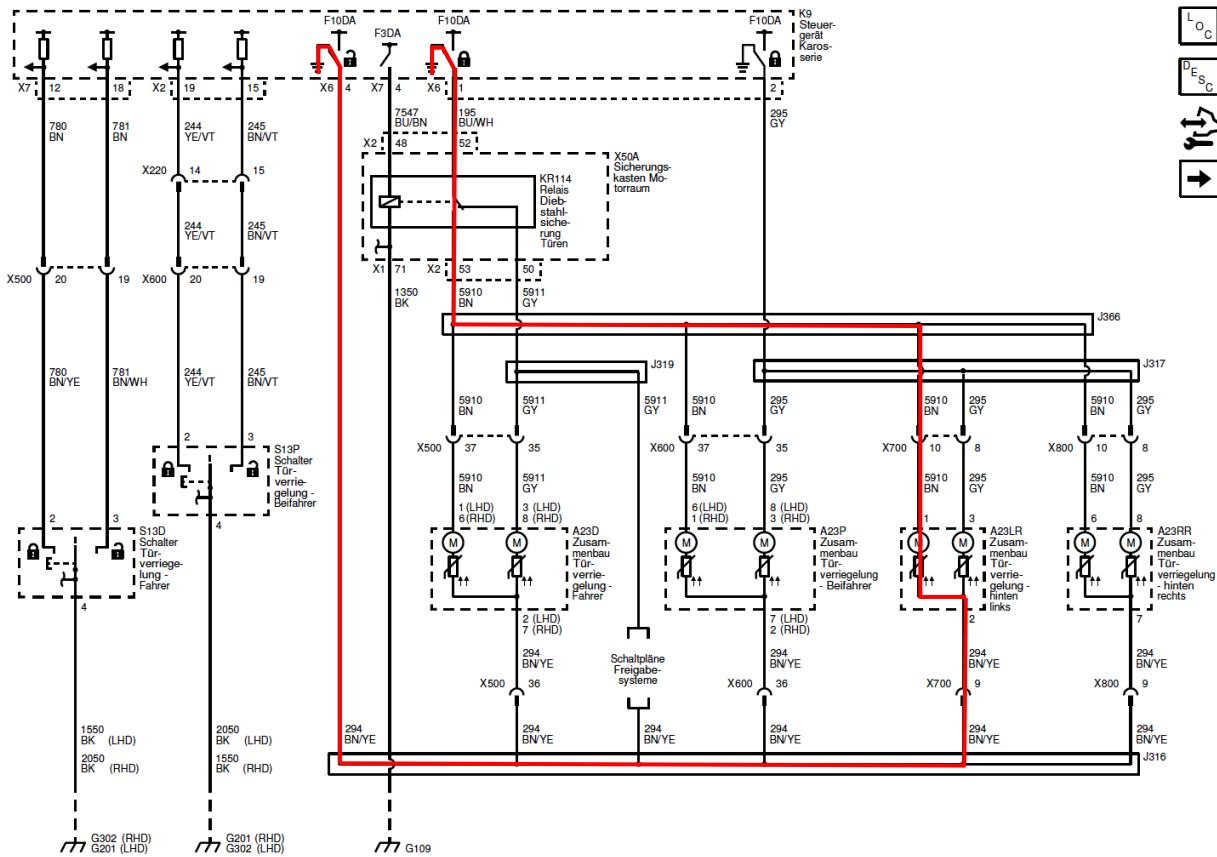 F10DA
F3DA
F10DA
F10DA
K9
Steuer-
gerät
Karos-
serie
L
O
C
D
E
S
C
X7
12
18
X2
19
15
X6
4
X7
4
X6
1
2
780
BN
781
BN
244
YE/VT
245
BN/VT
7547
BU/BN
195
BU/WH
295
GY
X2
48
52
X50A
Sicherungs-
kasten Mo-
torraum
X220
14
15
KR114
Relais
Dieb-
stahl-
siche-
rung
Türen
244
YE/VT
245
BN/VT
X500
20
19
X600
20
19
X1
71
X2
53
50
1350
BK
5910
BN
5911
GY
J366
J319
J317
780
BN/YE
781
BN/WH
244
YE/VT
245
BN/VT
5910
BN
5911
GY
5911
GY
5910
BN
295
GY
5910
BN
295
GY
5910
BN
295
GY
X500
37
35
X600
37
35
X700
10
8
X800
10
8
2
3
S13P
Schalter
Tür-
verrie-
gelung -
Beifahrer
4
5910
BN
5911
GY
5910
BN
295
GY
5910
BN
295
GY
5910
BN
295
GY
1 (LHD)
6 (RHD)
3 (LHD)
8 (RHD)
6 (LHD)
1 (RHD)
8 (LHD)
3 (RHD)
1
3
6
8
2
3
S13D
Schalter
Tür-
verriege-
lung -
Fahrer
4
M
M
A23D
Zusam-
menbau
Tür-
verrie-
gelung -
Fahrer
M
M
A23P
Zusam-
menbau
Tür-
verriegelung
- Beifahrer
M
M
A23LR
Zusam-
menbau
Tür-
verrie-
gelung -
hinten
links
M
M
A23RR
Zusam-
menbau
Tür-
verriegelung
- hinten
rechts
2 (LHD)
7 (RHD)
7 (LHD)
2 (RHD)
2
7
294
BN/YE
Schaltpläne
Freigabe-
systeme
294
BN/YE
294
BN/YE
294
BN/YE
X500
36
X600
36
X700
9
X800
9
1550
BK (LHD)
2050
BK (RHD)
2050
BK (LHD)
1550
BK (RHD)
294
BN/YE
294
BN/YE
294
BN/YE
294
BN/YE
294
BN/YE
294
BN/YE
J316
G302 (RHD)
G201 (LHD)
G201 (RHD)
G302 (LHD)
G109